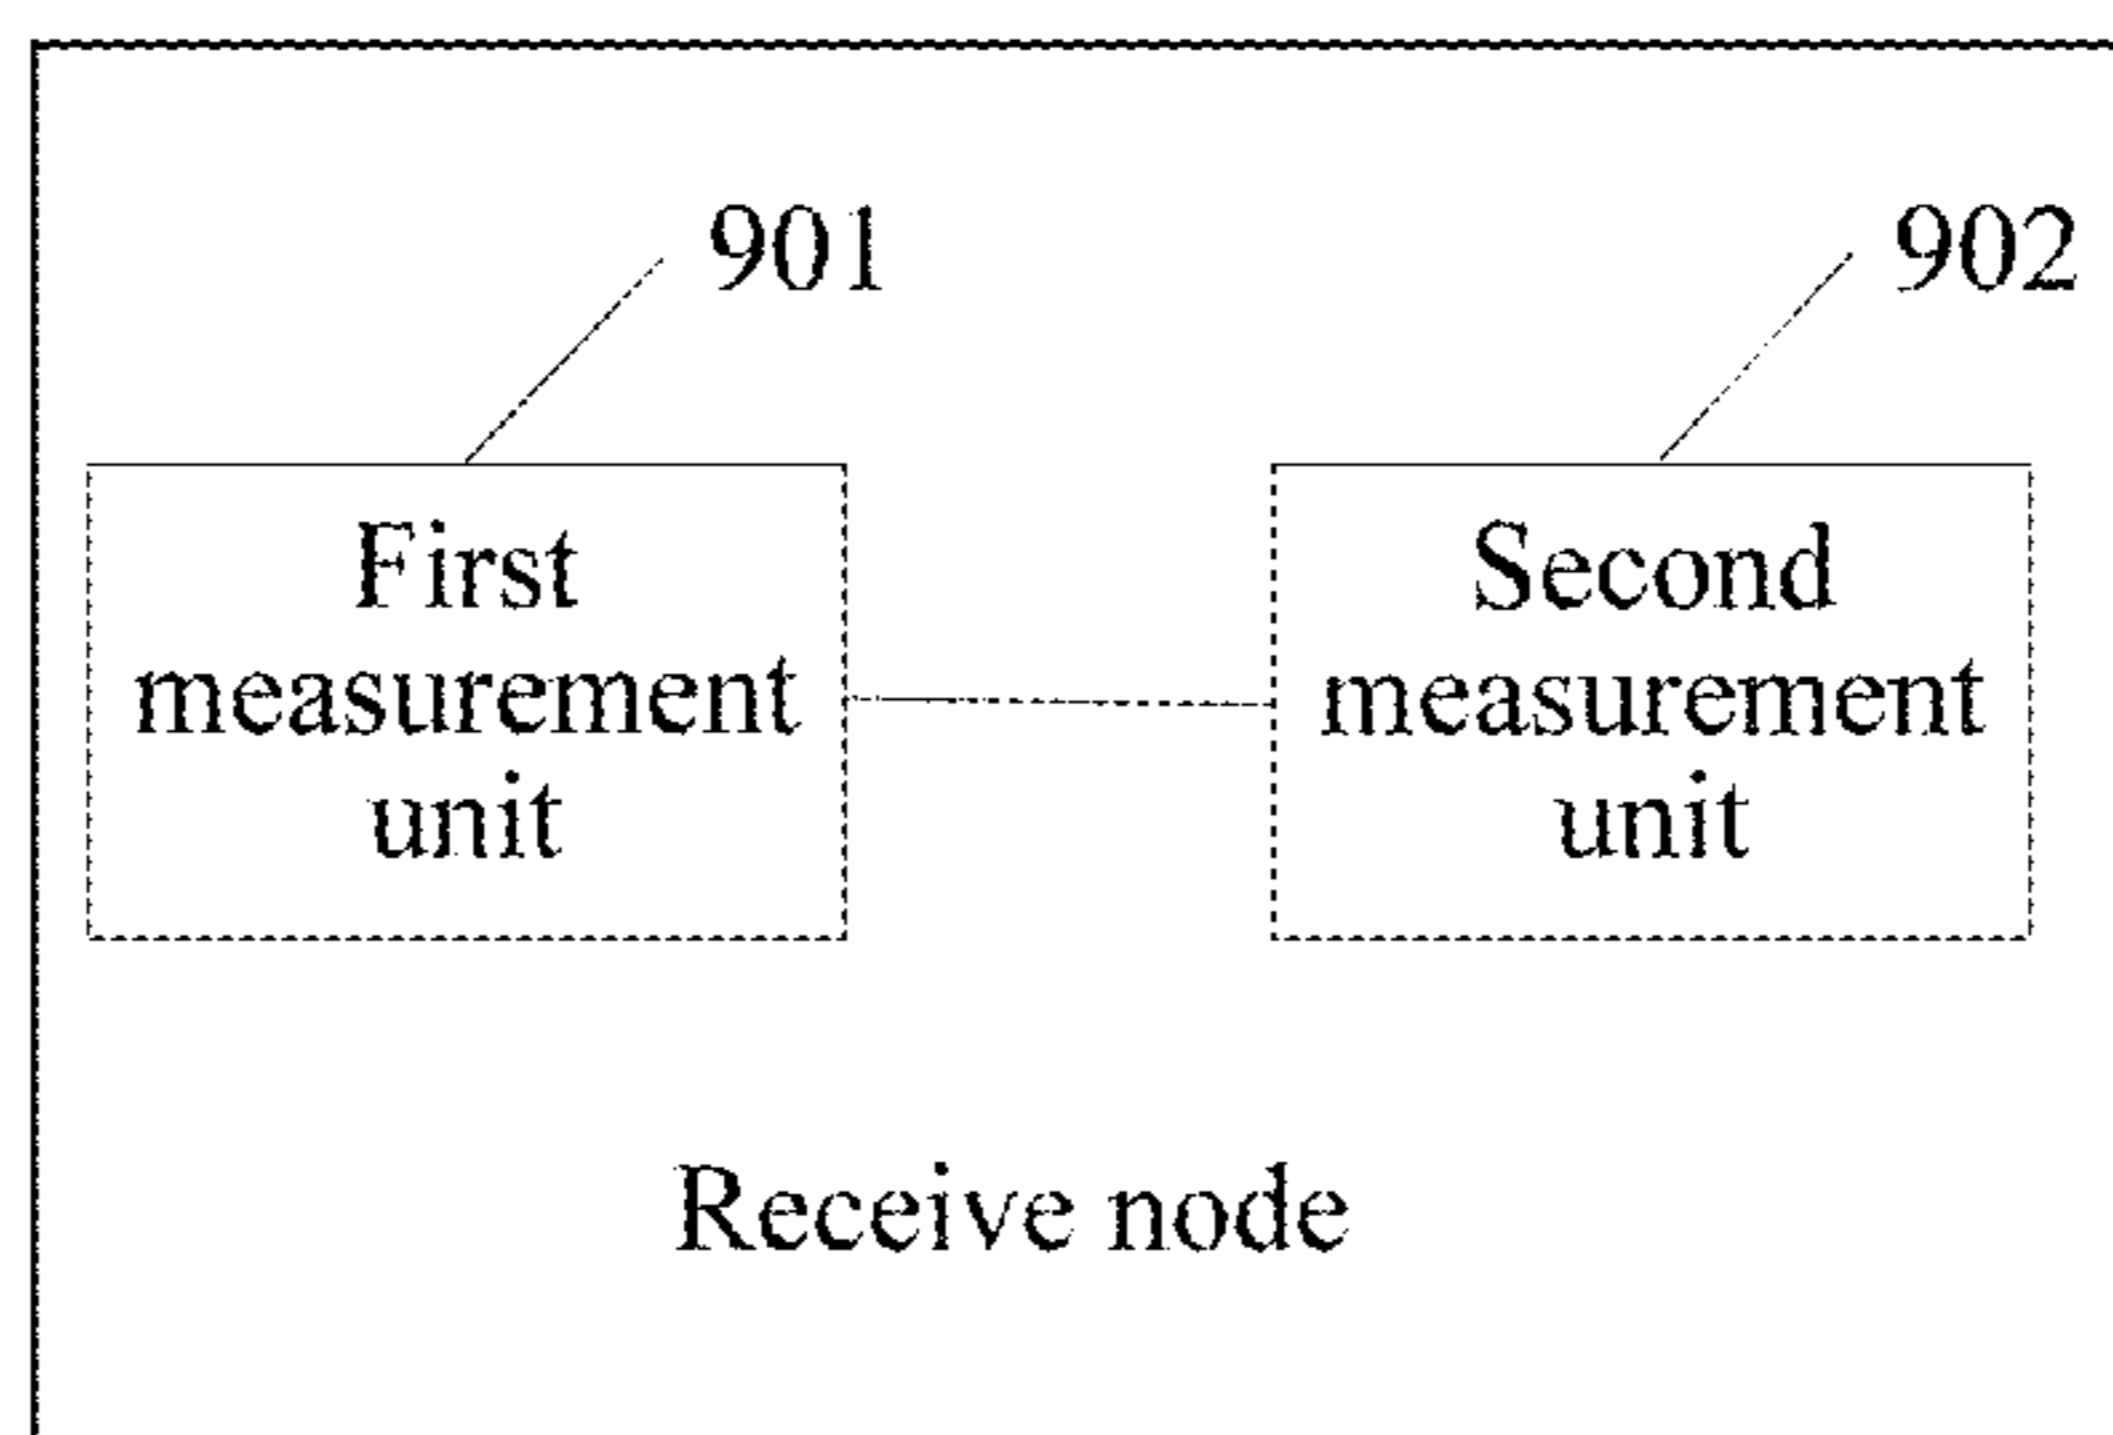 901
902
First
measurement
unit
Second
measurement
unit
Receive node